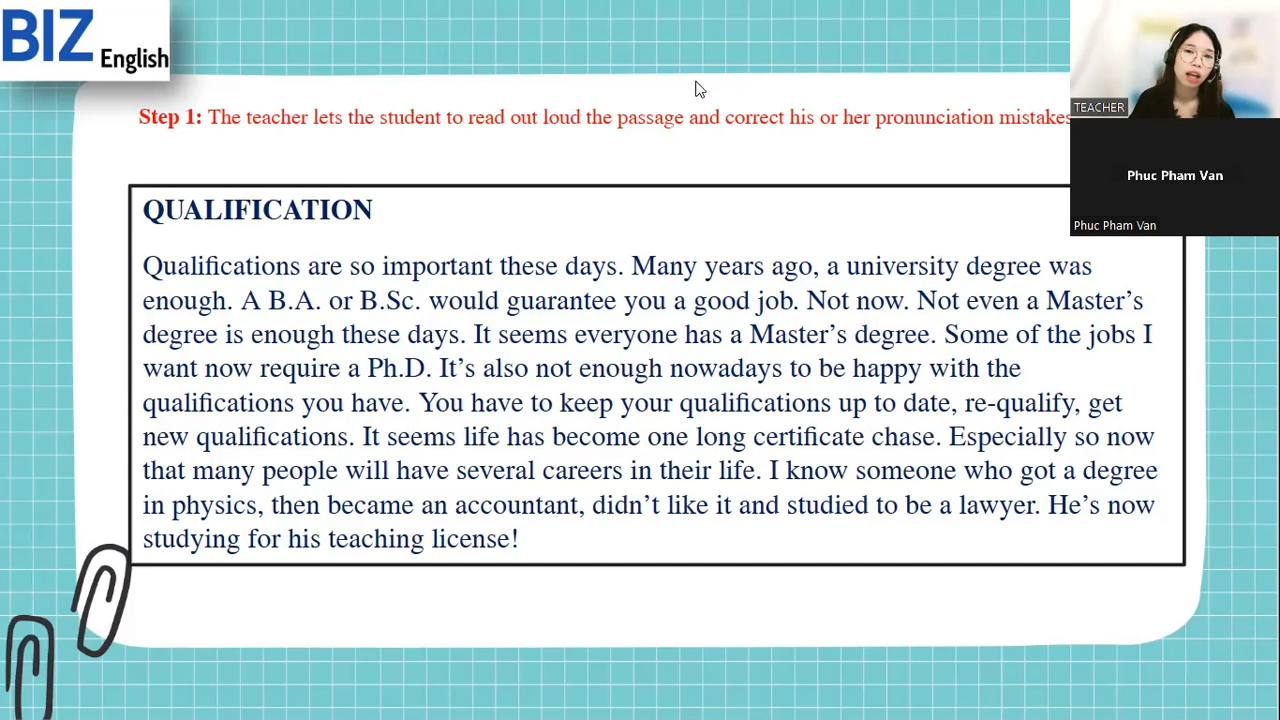 BIZ English
Step 1: The teacher lets the student to read out loud the passage and correct his or her pronunciation mistakes
TEACHER
Phuc Pham Van
Phuc Pham Van
QUALIFICATION
Qualifications are so important these days. Many years ago, a university degree was
enough. A B.A. or B.Sc. would guarantee you a good job. Not now. Not even a Master’s
degree is enough these days. It seems everyone has a Master’s degree. Some of the jobs I
want now require a Ph.D. It’s also not enough nowadays to be happy with the
qualifications you have. You have to keep your qualifications up to date, re-qualify, get
new qualifications. It seems life has become one long certificate chase. Especially so now
that many people will have several careers in their life. I know someone who got a degree
in physics, then became an accountant, didn’t like it and studied to be a lawyer. He’s now
studying for his teaching license!